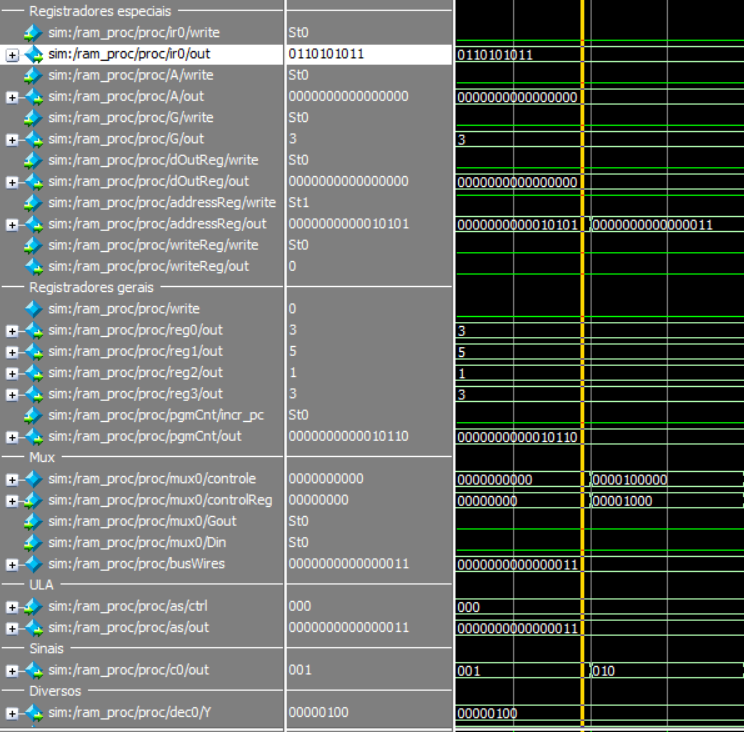 Registradores especiais
sim:/ram_proc/proc/ir0/write St0
sim:/ram_proc/proc/ir0/out 0110101011 0110101011
sim:/ram_proc/proc/A/write St0
sim:/ram_proc/proc/A/out 0000000000000000 0000000000000000
sim:/ram_proc/proc/G/write St0
sim:/ram_proc/proc/G/out 3 3
sim:/ram_proc/proc/dOutReg/write St0
sim:/ram_proc/proc/dOutReg/out 0000000000000000 0000000000000000
sim:/ram_proc/proc/addressReg/write St1
sim:/ram_proc/proc/addressReg/out 0000000000010101 0000000000010101 0000000000000011
sim:/ram_proc/proc/writeReg/write St0
sim:/ram_proc/proc/writeReg/out 0
Registradores gerais
sim:/ram_proc/proc/write 0
sim:/ram_proc/proc/reg0/out 3 3
sim:/ram_proc/proc/reg1/out 5 5
sim:/ram_proc/proc/reg2/out 1 1
sim:/ram_proc/proc/reg3/out 3 3
sim:/ram_proc/proc/pgmCnt/incr_pc St0
sim:/ram_proc/proc/pgmCnt/out 0000000000010110 0000000000010110
Mux
sim:/ram_proc/proc/mux0/controle 0000000000 0000000000 0000100000
sim:/ram_proc/proc/mux0/controlReg 00000000 00000000 00001000
sim:/ram_proc/proc/mux0/Gout St0
sim:/ram_proc/proc/mux0/Din St0
sim:/ram_proc/proc/mux0/busWires 0000000000000011 0000000000000011
ULA
sim:/ram_proc/proc/as/ctrl 000 000
sim:/ram_proc/proc/as/out 0000000000000011 0000000000000011
Sinais
sim:/ram_proc/proc/c0/out 001 001 010
Diversos
sim:/ram_proc/proc/dec0/Y 00000100 00000100